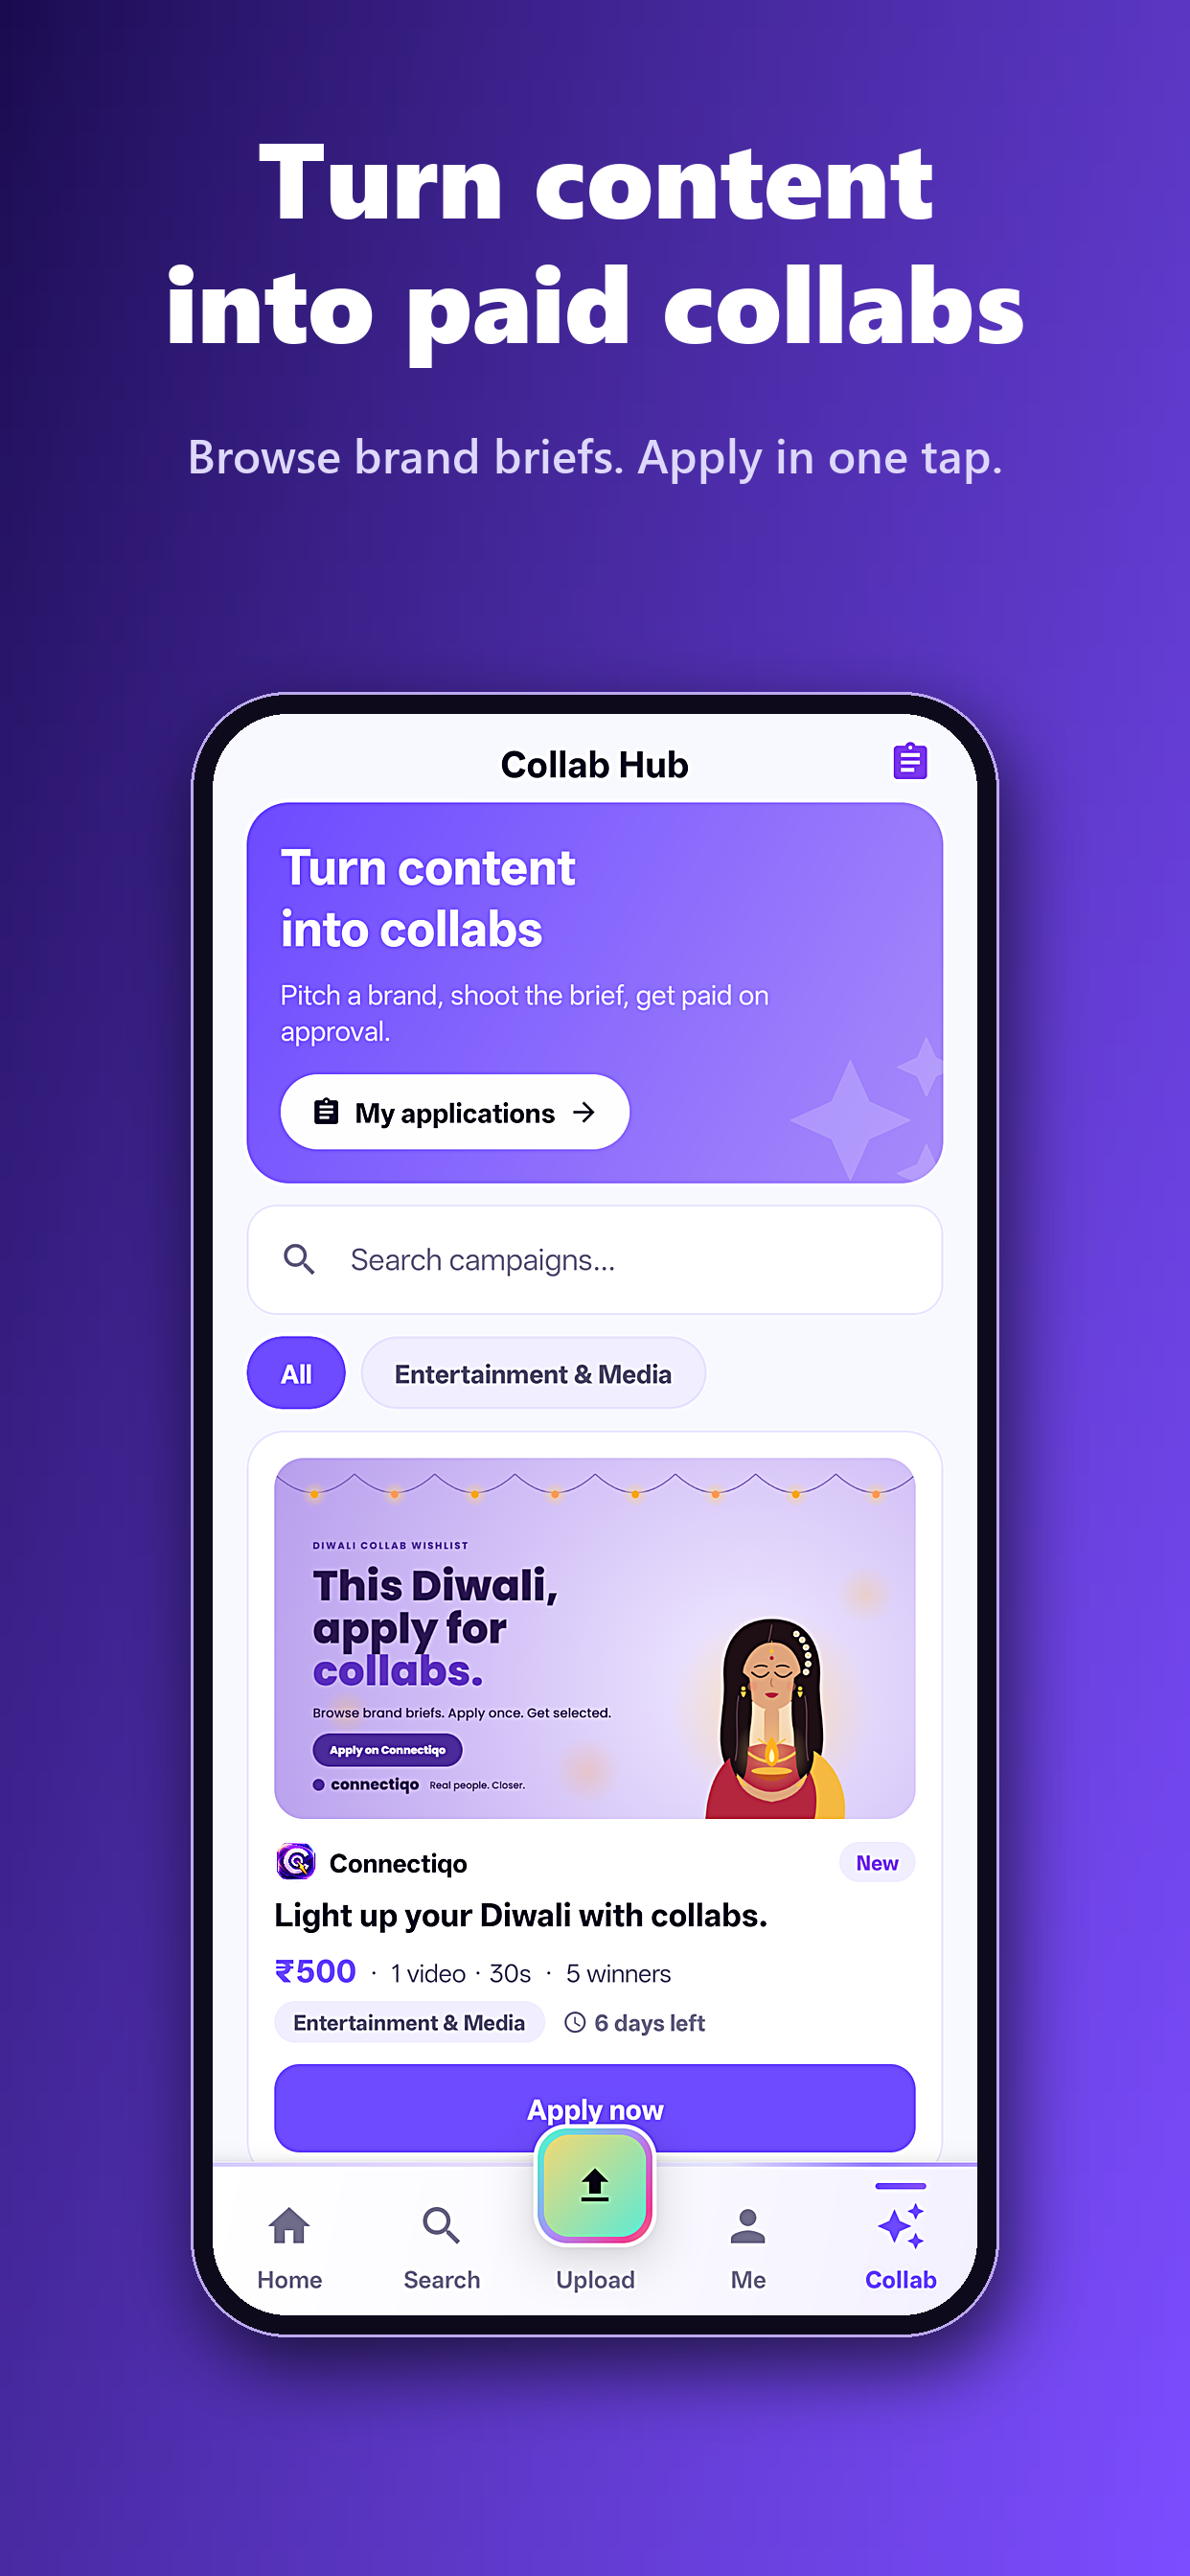 Turn content
into paid collabs
Browse brand briefs. Apply in one tap.
Collab Hub
Turn content
into collabs
Pitch a brand, shoot the brief, get paid on
approval.
My applications →
Search campaigns...
All
Entertainment & Media
DIWALI COLLAB WISHLIST
This Diwali,
apply for
collabs.
Browse brand briefs. Apply once. Get selected.
Apply on Connectiqo
connectiqo Real people. Closer.
Connectiqo
New
Light up your Diwali with collabs.
₹500 · 1 video · 30s · 5 winners
Entertainment & Media
6 days left
Apply now
Home
Search
Upload
Me
Collab